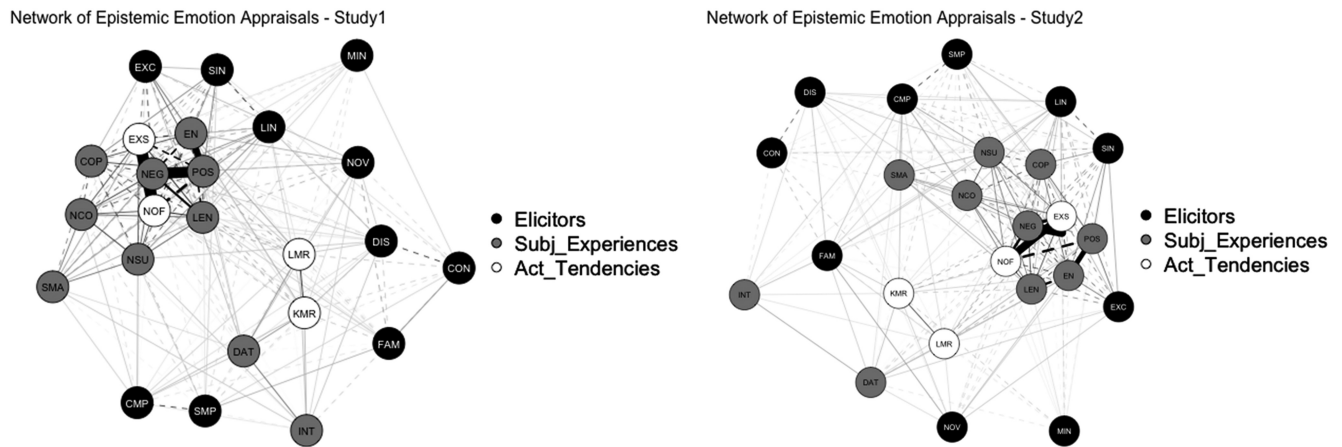 Network of Epistemic Emotion Appraisals - Study1
EXC
SIN
MIN
LIN
EXS
EN
COP
NEG
POS
NOV
NCO
NOF
LEN
NSU
DIS
LMR
CON
SMA
KMR
DAT
FAM
CMP
SMP
INT
Elicitors
Subj_Experiences
Act_Tendencies
Network of Epistemic Emotion Appraisals - Study2
SMP
DIS
CMP
LIN
CON
NSU
COP
SIN
SMA
NCO
EXS
NEG
POS
FAM
NOF
EN
INT
KMR
LEN
EXC
LMR
DAT
NOV
MIN
Elicitors
Subj_Experiences
Act_Tendencies